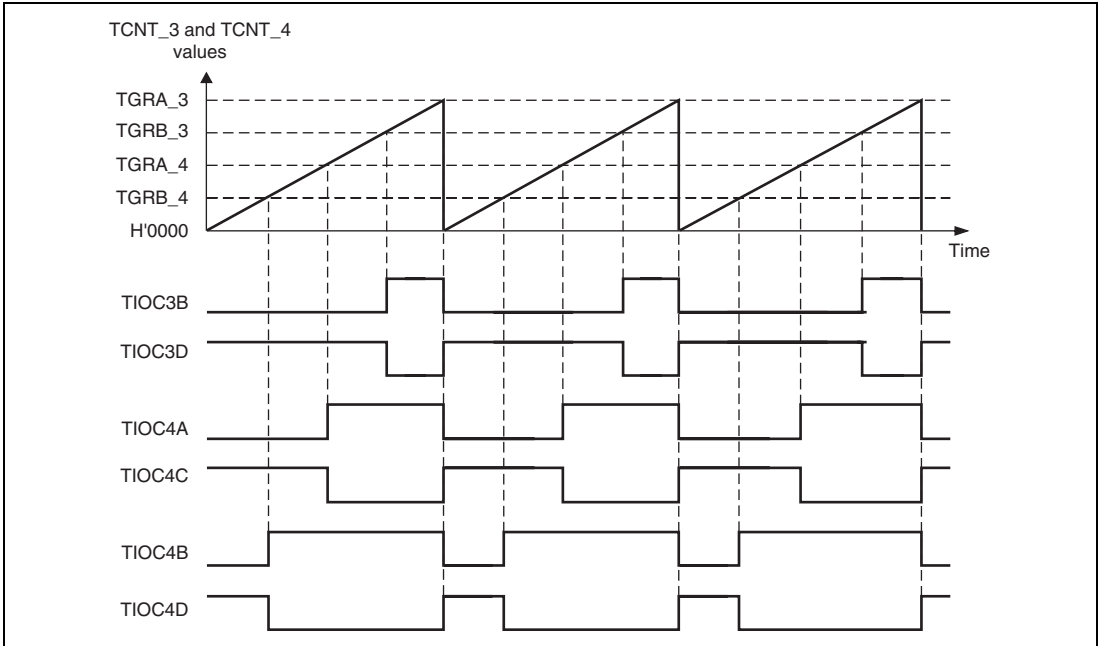 TCNT_3 and TCNT_4
values
TGRA_3
TGRB_3
TGRA_4
TGRB_4
H'0000
Time
TIOC3B
TIOC3D
TIOC4A
TIOC4C
TIOC4B
TIOC4D